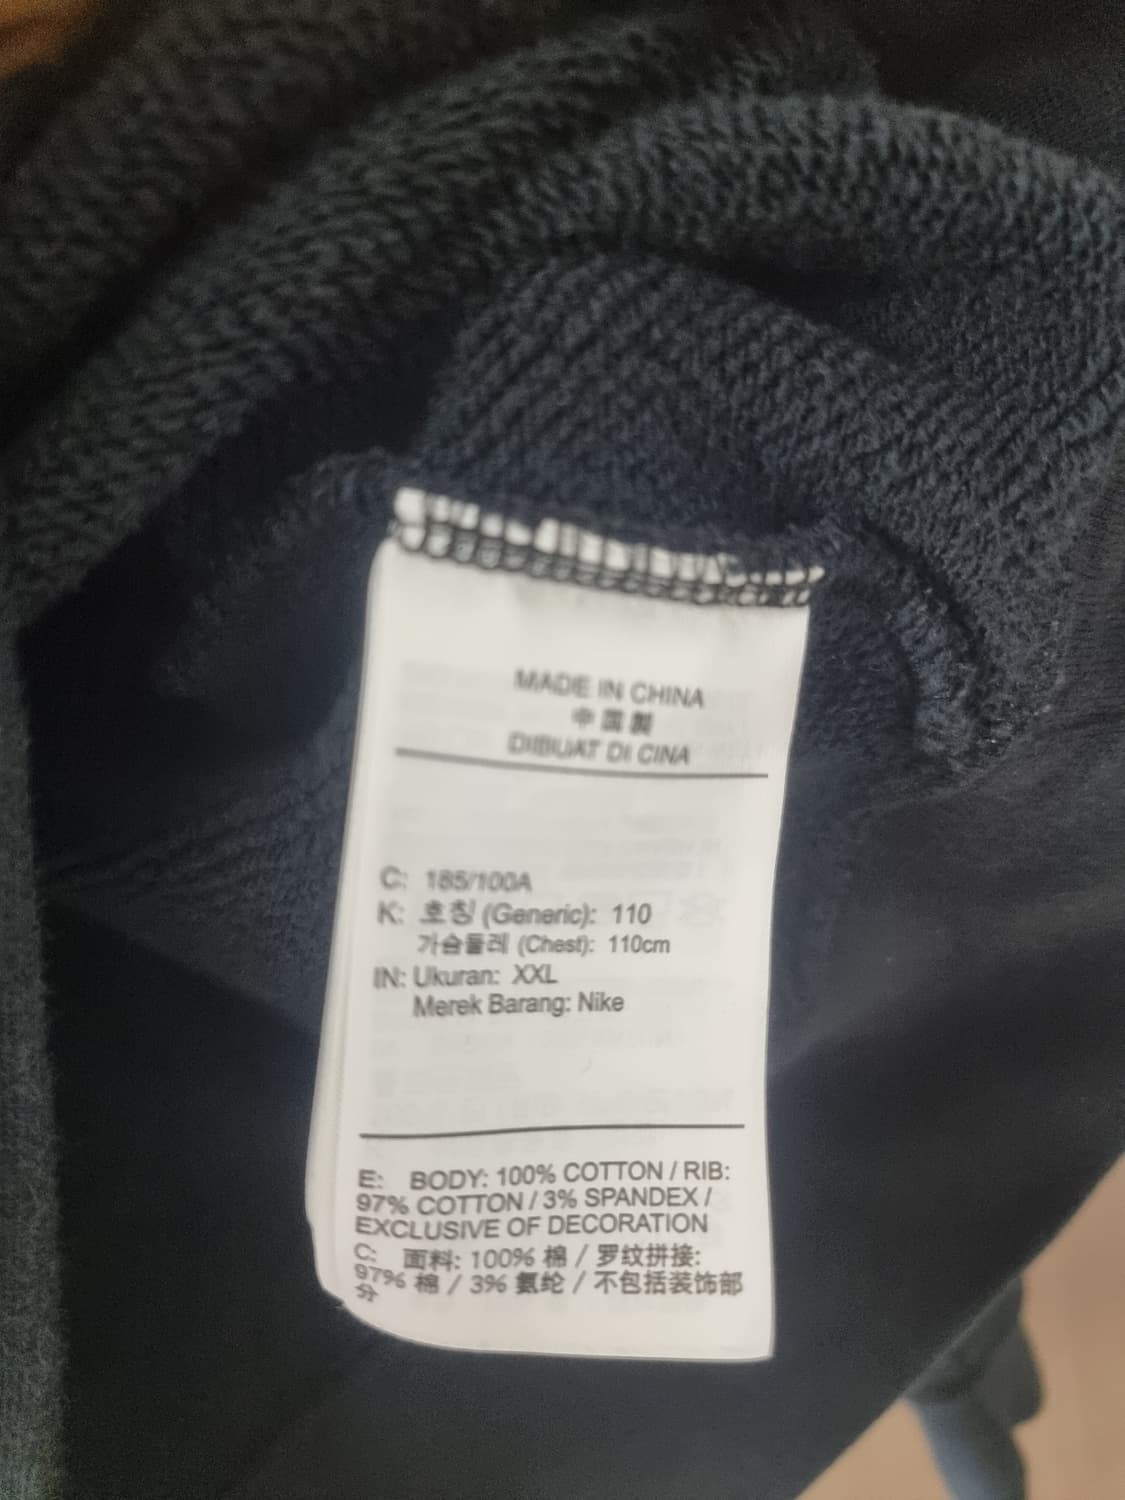 MADE IN CHINA
中国製
DIBUAT DI CINA
C: 185/100A
K: 호칭 (Generic): 110
가슴둘레 (Chest): 110cm
IN: Ukuran: XXL
Merek Barang: Nike
E: BODY: 100% COTTON / RIB:
97% COTTON / 3% SPANDEX /
EXCLUSIVE OF DECORATION
C: 面料: 100% 棉 / 罗纹拼接:
97% 棉 / 3% 氨纶 / 不包括装饰部
分